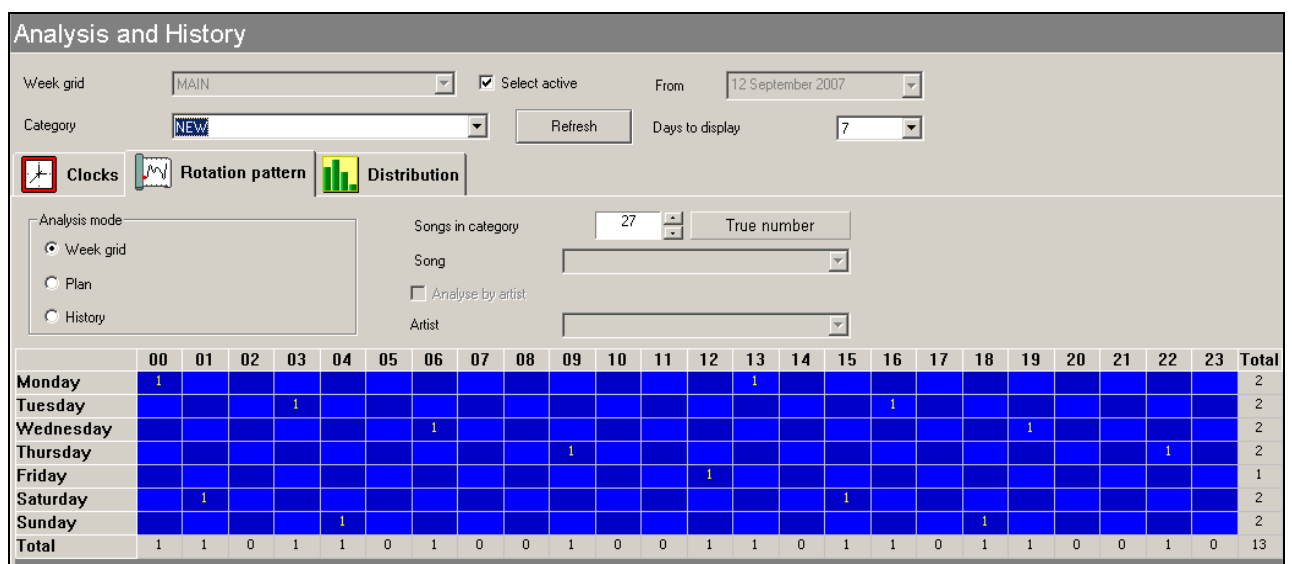 Analysis and History
Week grid MAIN Select active From 12 September 2007
Category NEW Refresh Days to display 7
Clocks Rotation pattern Distribution
Analysis mode Songs in category 27 True number
Week grid
Song
Plan
Analyse by artist
History Artist
00 01 02 03 04 05 06 07 08 09 10 11 12 13 14 15 16 17 18 19 20 21 22 23 Total
Monday 1 1 2
Tuesday 1 1 2
Wednesday 1 1 2
Thursday 1 1 2
Friday 1 1
Saturday 1 1 2
Sunday 1 1 2
Total 1 1 0 1 1 0 1 0 0 1 0 0 1 1 0 1 1 0 1 1 0 0 1 0 13